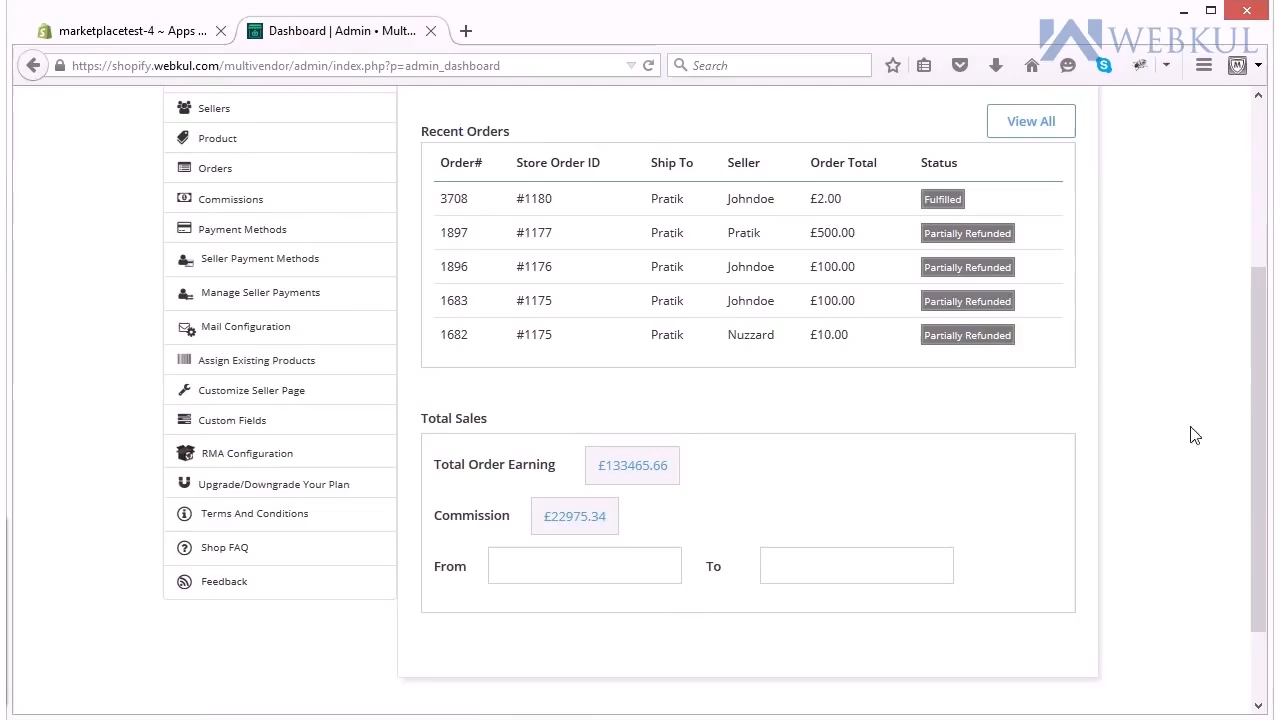 marketplacetest-4 ~ Apps ...
Dashboard | Admin • Mult...
WEBKUL
https://shopify.webkul.com/multivendor/admin/index.php?p=admin_dashboard
Search
Sellers
Product
Orders
Commissions
Payment Methods
Seller Payment Methods
Manage Seller Payments
Mail Configuration
Assign Existing Products
Customize Seller Page
Custom Fields
RMA Configuration
Upgrade/Downgrade Your Plan
Terms And Conditions
Shop FAQ
Feedback
Recent Orders
View All
Order# Store Order ID Ship To Seller Order Total Status
3708 #1180 Pratik Johndoe £2.00 Fulfilled
1897 #1177 Pratik Pratik £500.00 Partially Refunded
1896 #1176 Pratik Johndoe £100.00 Partially Refunded
1683 #1175 Pratik Johndoe £100.00 Partially Refunded
1682 #1175 Pratik Nuzzard £10.00 Partially Refunded
Total Sales
Total Order Earning £133465.66
Commission £22975.34
From To